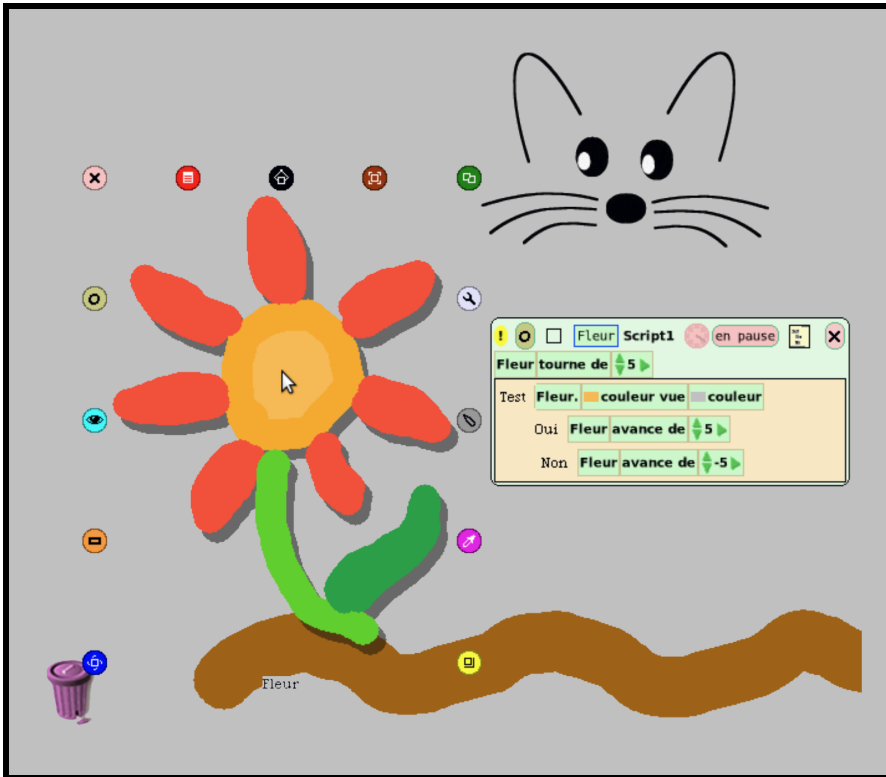 ! Fleur Script1 en pause
Fleur tourne de 5
Test Fleur. couleur vue couleur
Oui Fleur avance de 5
Non Fleur avance de -5
Fleur